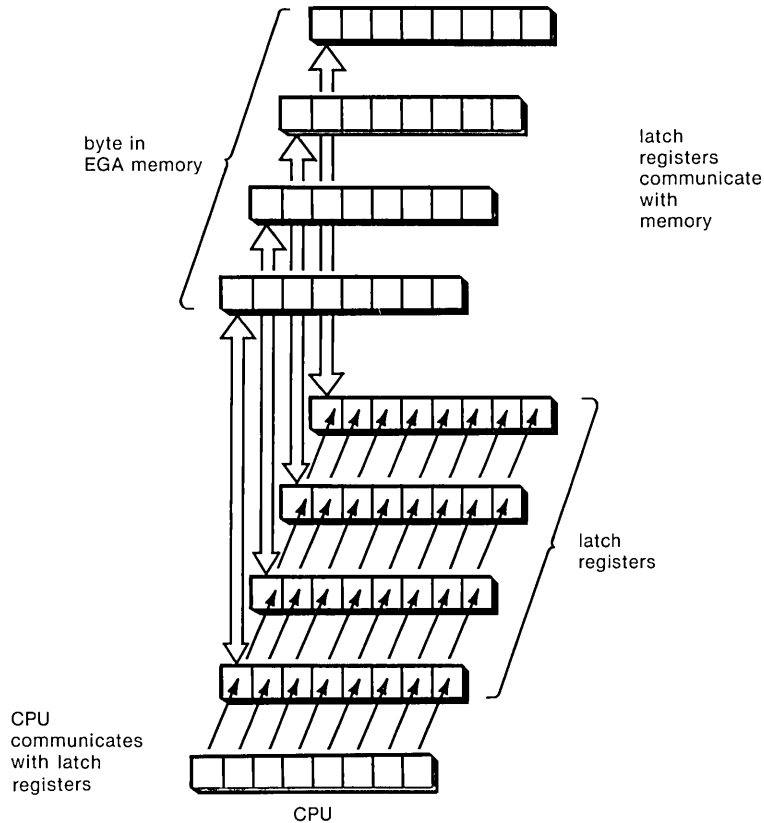 byte in
EGA memory
latch
registers
communicate
with
memory
latch
registers
CPU
communicates
with latch
registers
CPU